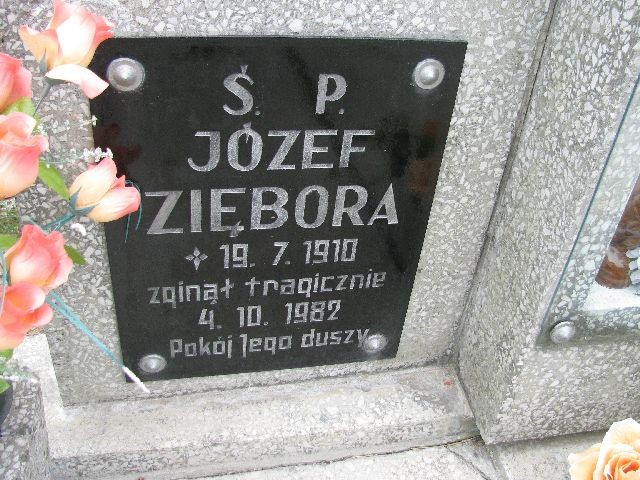 Ś. P.
JÓZEF
ZIĘBORA
19. 7. 1910
zginął tragicznie
4. 10. 1982
Pokój Jego duszy